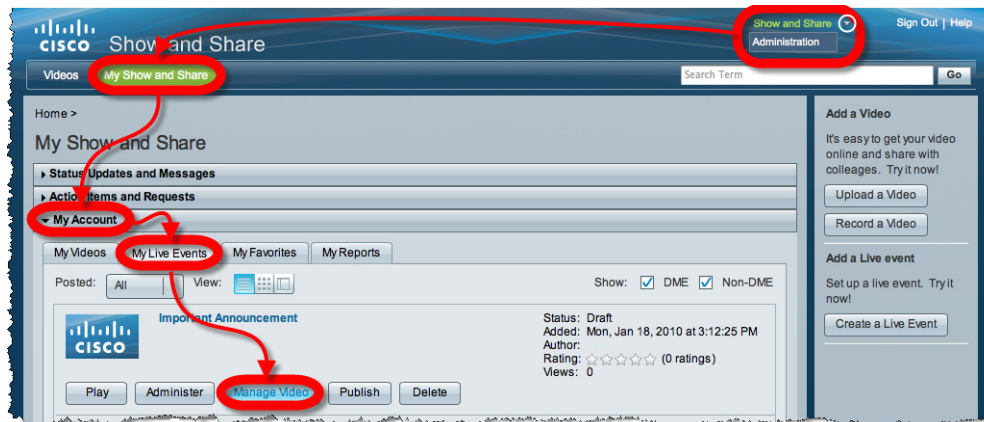 Show and Share
Sign Out | Help
Administration
CISCO Show and Share
Videos
My Show and Share
Search Term
Go
Home >
My Show and Share
Status Updates and Messages
Action Items and Requests
My Account
My Videos
My Live Events
My Favorites
My Reports
Posted: All View:
Show: DME Non-DME
CISCO
Important Announcement
Status: Draft
Added: Mon, Jan 18, 2010 at 3:12:25 PM
Author:
Rating: (0 ratings)
Views: 0
Play
Administer
Manage Video
Publish
Delete
Add a Video
It's easy to get your video
online and share with
colleages. Try it now!
Upload a Video
Record a Video
Add a Live event
Set up a live event. Try it
now!
Create a Live Event